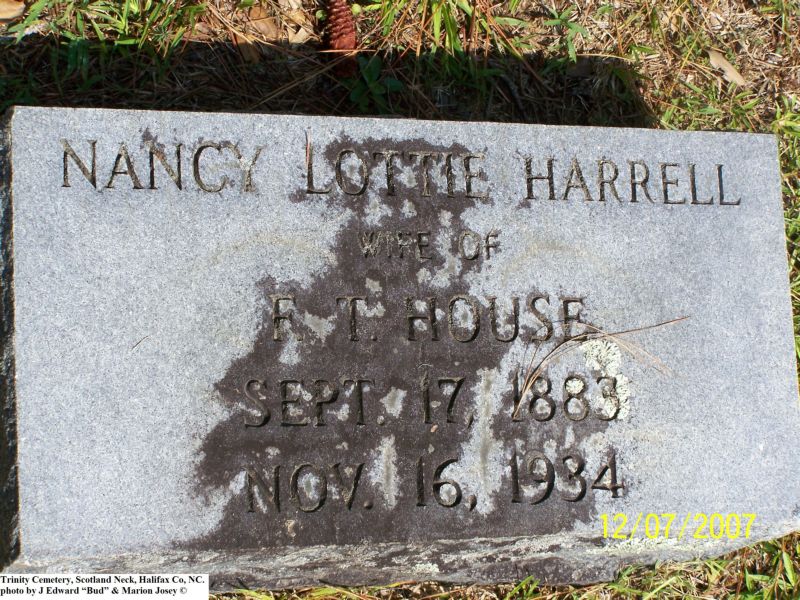 NANCY LOTTIE HARRELL
WIFE OF
F. T. HOUSE
SEPT. 17, 1883
NOV. 16, 1934
12/07/2007
Trinity Cemetery, Scotland Neck, Halifax Co, NC.
photo by J Edward “Bud” & Marion Josey ©